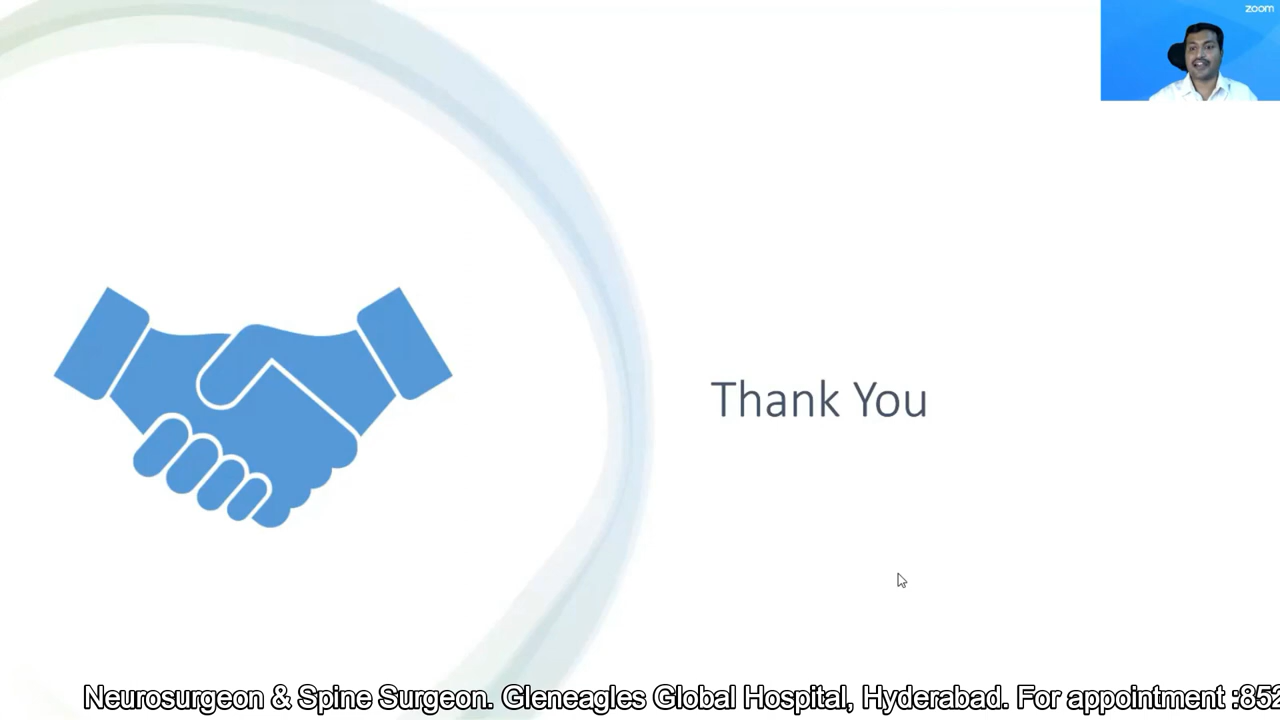 zoom
Thank You
Neurosurgeon & Spine Surgeon. Gleneagles Global Hospital, Hyderabad. For appointment :852